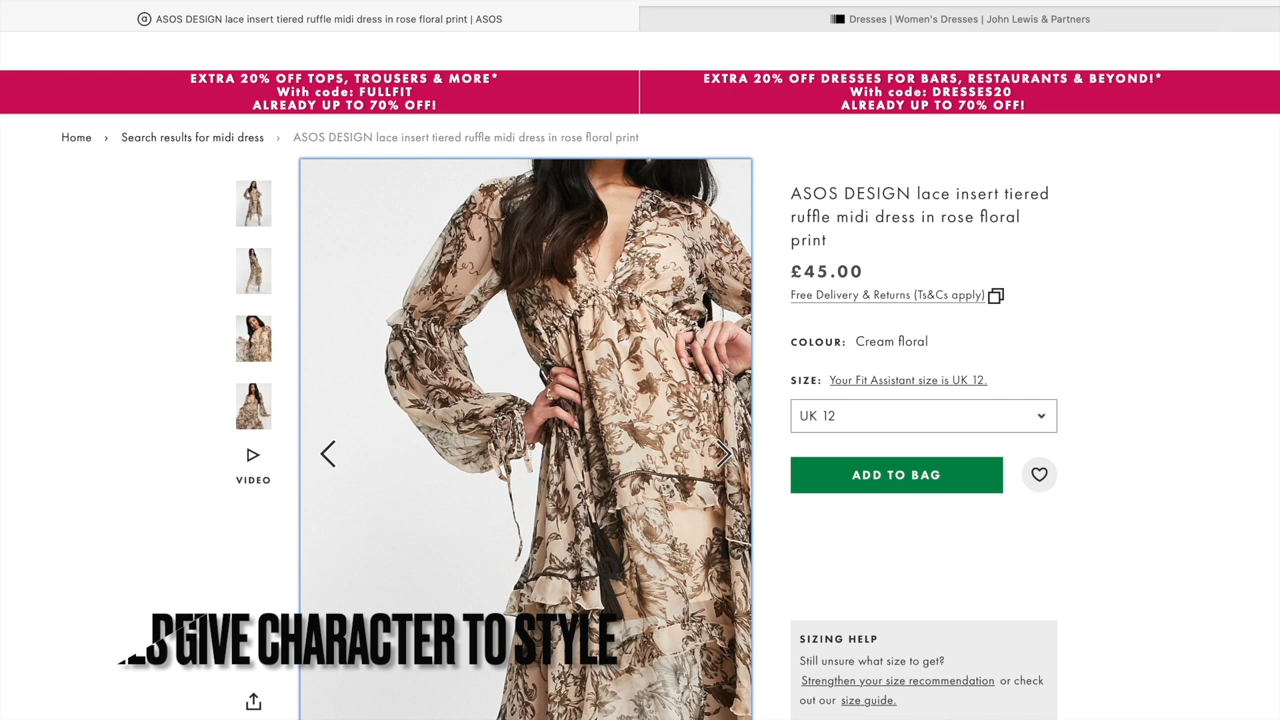 ASOS DESIGN lace insert tiered ruffle midi dress in rose floral print | ASOS
Dresses | Women's Dresses | John Lewis & Partners
EXTRA 20% OFF TOPS, TROUSERS & MORE*
With code: FULLFIT
ALREADY UP TO 70% OFF!
EXTRA 20% OFF DRESSES FOR BARS, RESTAURANTS & BEYOND!*
With code: DRESSES20
ALREADY UP TO 70% OFF!
Home › Search results for midi dress › ASOS DESIGN lace insert tiered ruffle midi dress in rose floral print
VIDEO
ASOS DESIGN lace insert tiered
ruffle midi dress in rose floral
print
£45.00
Free Delivery & Returns (Ts&Cs apply)
COLOUR: Cream floral
SIZE: Your Fit Assistant size is UK 12.
UK 12
ADD TO BAG
GIVE CHARACTER TO STYLE
SIZING HELP
Still unsure what size to get?
Strengthen your size recommendation or check
out our size guide.